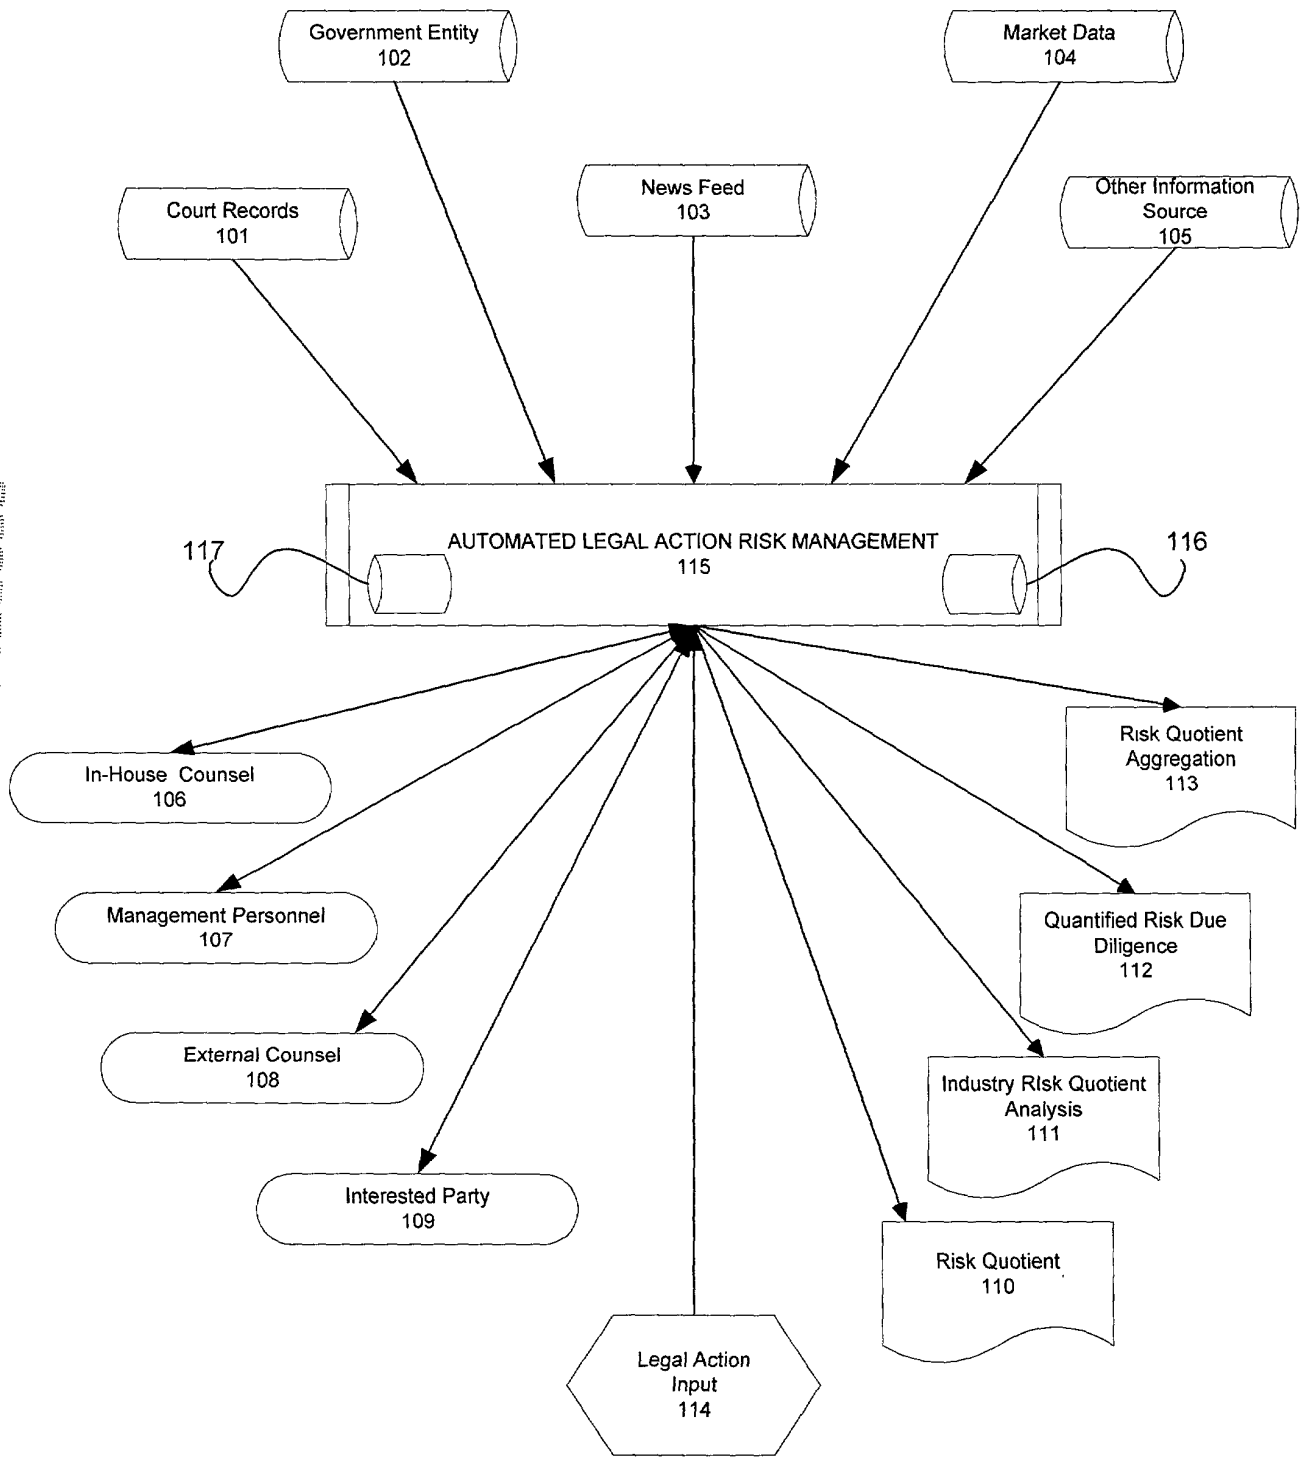 Government Entity
102
Market Data
104
Court Records
101
News Feed
103
Other Information
Source
105
AUTOMATED LEGAL ACTION RISK MANAGEMENT
115
117
116
In-House Counsel
106
Risk Quotient
Aggregation
113
Management Personnel
107
Quantified Risk Due
Diligence
112
External Counsel
108
Industry RIsk Quotient
Analysis
111
Interested Party
109
Risk Quotient
110
Legal Action
Input
114